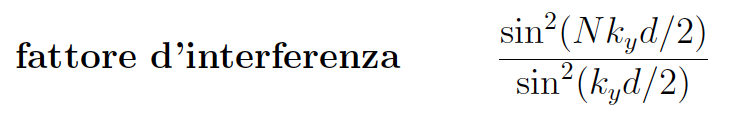 fattore d'interferenza
sin²(Nk_yd/2)
sin²(k_yd/2)